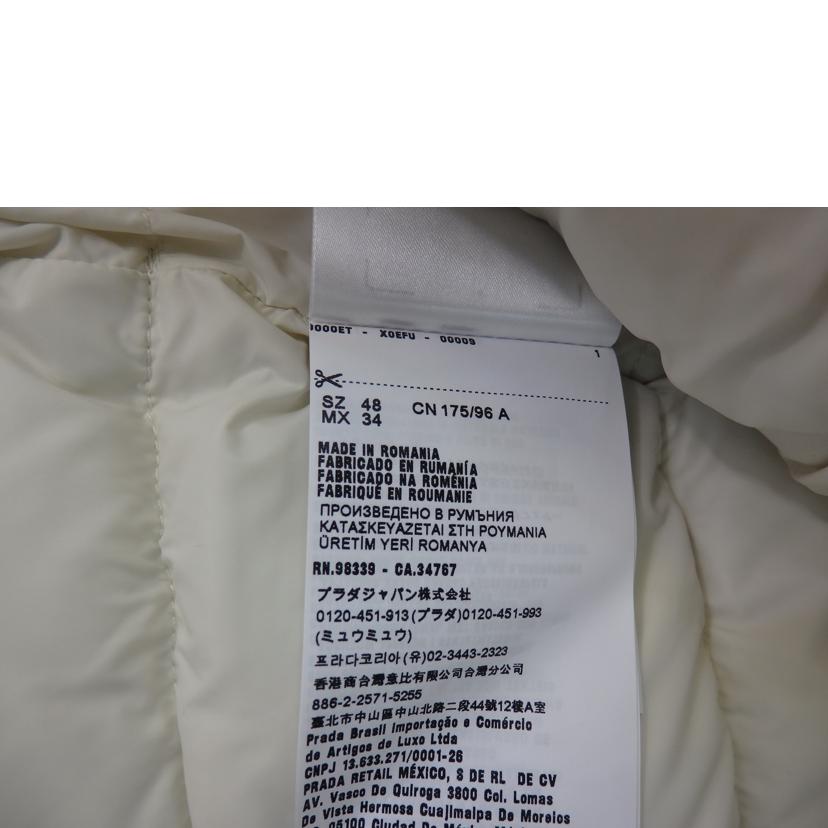 0000ET - X0EFU - 00009
1
SZ 48 CN 175/96 A
MX 34
MADE IN ROMANIA
FABRICADO EN RUMANÍA
FABRICADO NA ROMÊNIA
FABRIQUÉ EN ROUMANIE
ПРОИЗВЕДЕНО В РУМЪНИЯ
ΚΑΤΑΣΚΕΥΑΖΕΤΑΙ ΣΤΗ ΡΟΥΜΑΝΙΑ
ÜRETİM YERİ ROMANYA
RN.98339 - CA.34767
プラダジャパン株式会社
0120-451-913(プラダ)0120-451-993
(ミュウミュウ)
프라다코리아(유)02-3443-2323
香港商台灣意比有限公司台灣分公司
886-2-2571-5255
臺北市中山區中山北路二段44號12樓A室
Prada Brasil Importação e Comércio
de Artigos de Luxo Ltda
CNPJ 13.633.271/0001-26
PRADA RETAIL MÉXICO, S DE RL DE CV
AV. Vasco De Quiroga 3800 Col. Lomas
De Vista Hermosa Cuajimalpa De Morelos
05100 Ciudad De